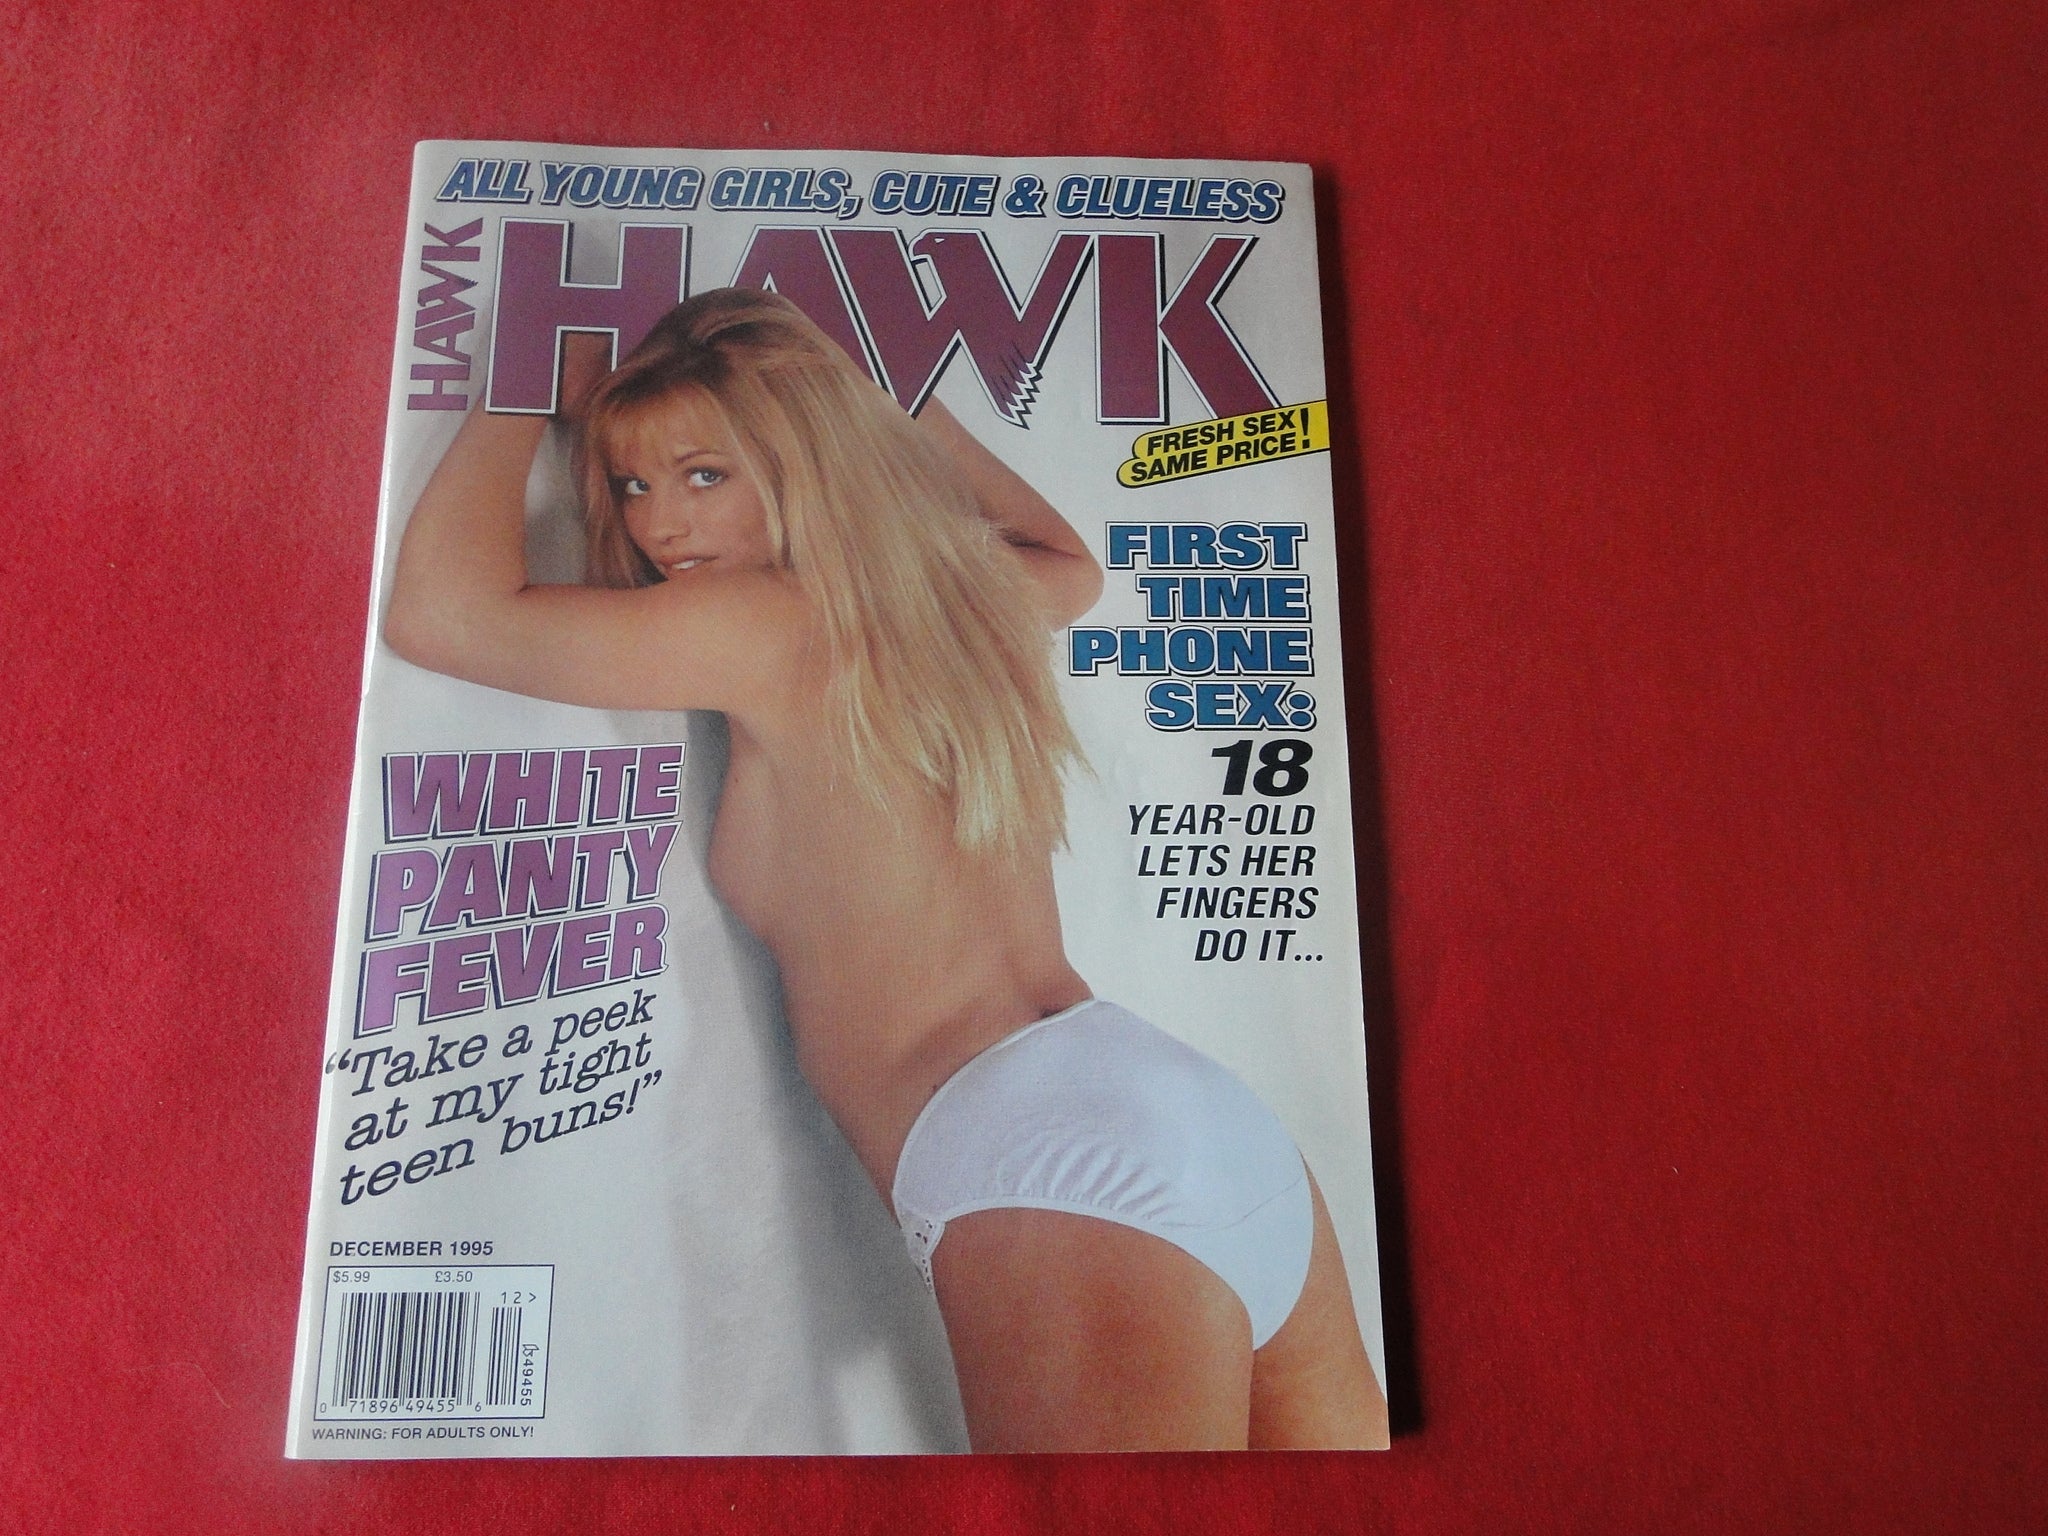 ALL YOUNG GIRLS, CUTE & CLUELESS
HAWK
HAWK
FRESH SEX
SAME PRICE!
FIRST
TIME
PHONE
SEX:
18
YEAR-OLD
LETS HER
FINGERS
DO IT...
WHITE
PANTY
FEVER
“Take a peek
at my tight
teen buns!”
DECEMBER 1995
$5.99 £3.50
12>
49455
0 71896 49455 6
WARNING: FOR ADULTS ONLY!